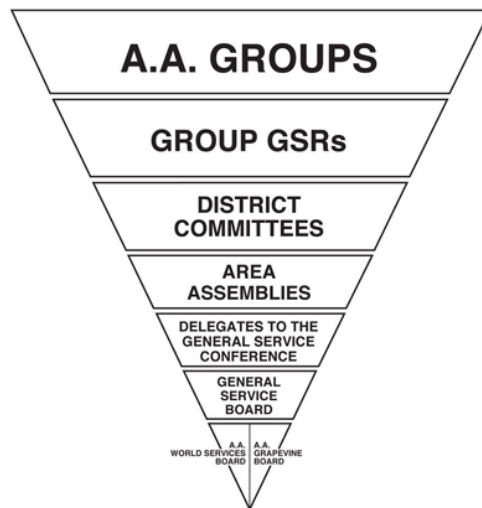 A.A. GROUPS
GROUP GSRs
DISTRICT
COMMITTEES
AREA
ASSEMBLIES
DELEGATES TO THE
GENERAL SERVICE
CONFERENCE
GENERAL
SERVICE
BOARD
A.A.
WORLD SERVICES
BOARD
A.A.
GRAPEVINE
BOARD